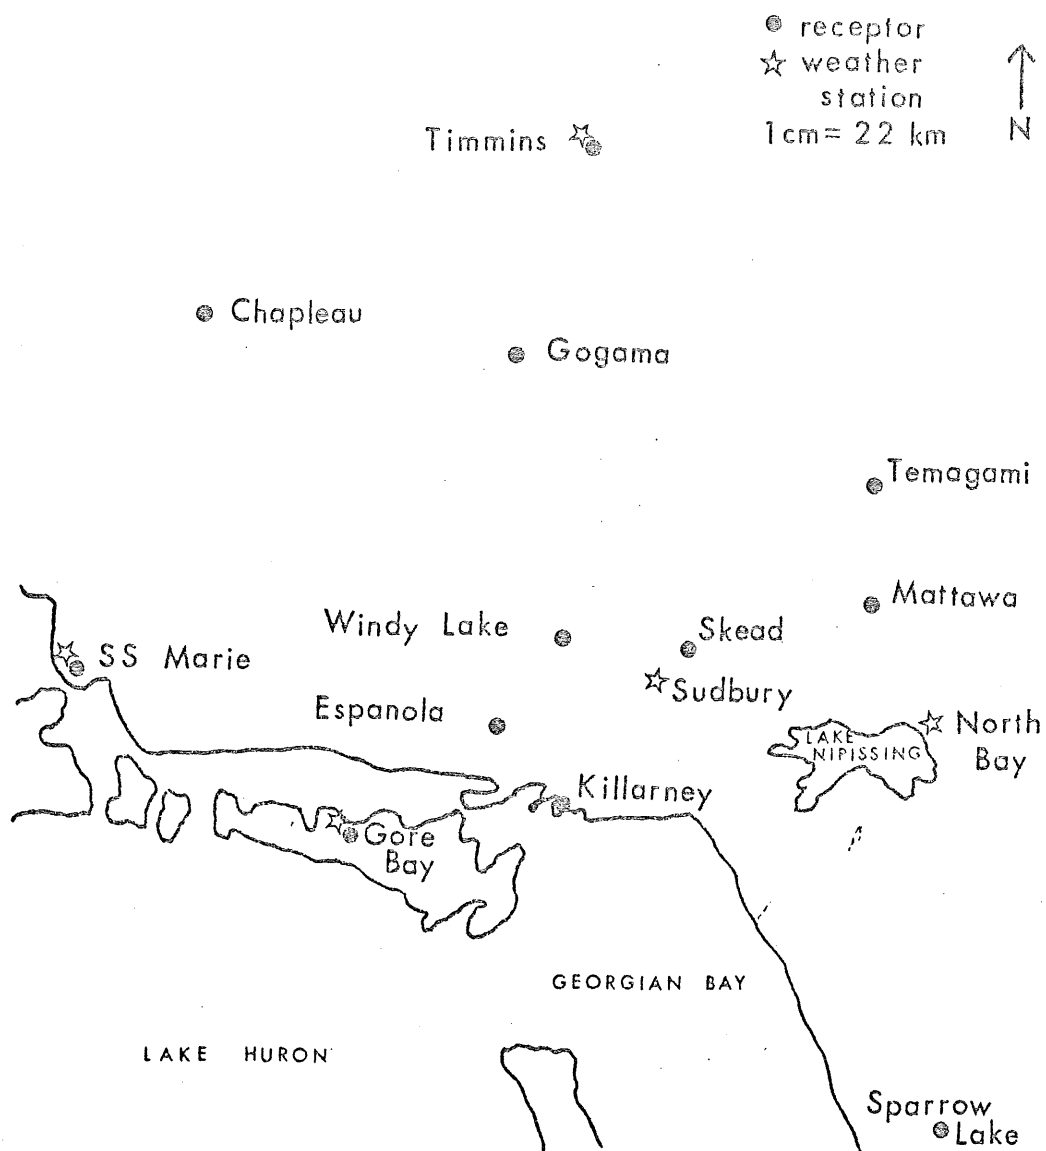 receptor
weather
station
1cm= 22 km
N
Timmins
Chapleau
Gogama
Temagami
Mattawa
Windy Lake
Skead
SS Marie
Sudbury
Espanola
North
Bay
LAKE
NIPISSING
Killarney
Gore
Bay
GEORGIAN BAY
LAKE HURON
Sparrow
Lake